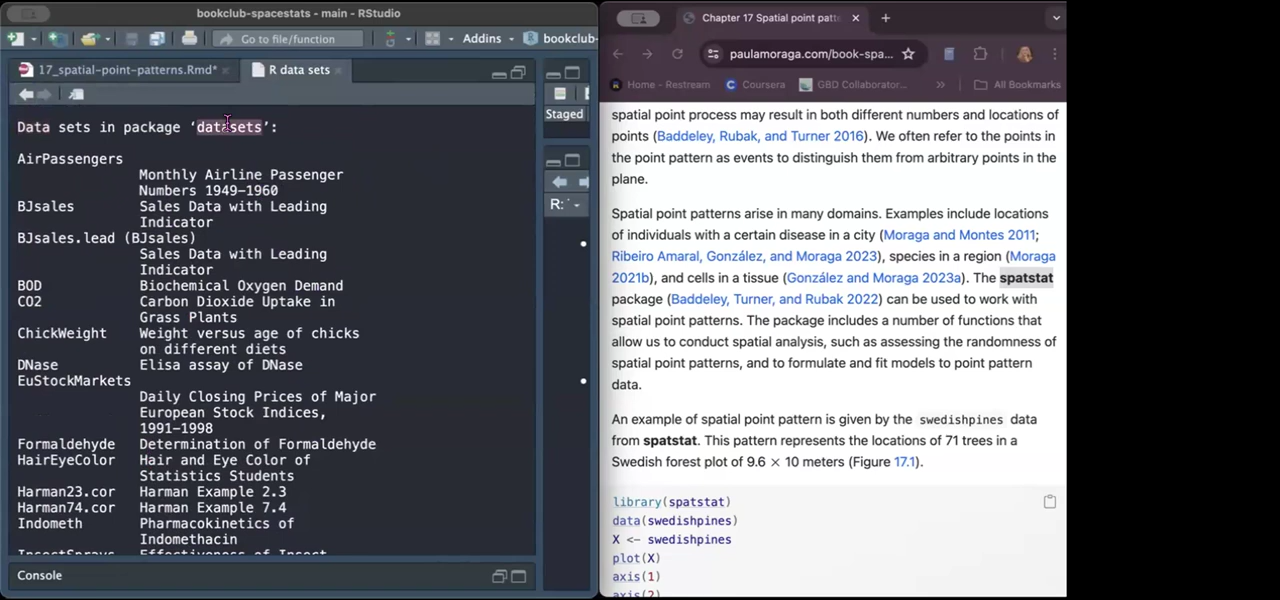 bookclub-spacestats - main - RStudio
Go to file/function
Addins
bookclub-
17_spatial-point-patterns.Rmd*
R data sets
Data sets in package ‘datasets’:
AirPassengers
Monthly Airline Passenger
Numbers 1949-1960
BJsales Sales Data with Leading
Indicator
BJsales.lead (BJsales)
Sales Data with Leading
Indicator
BOD Biochemical Oxygen Demand
CO2 Carbon Dioxide Uptake in
Grass Plants
ChickWeight Weight versus age of chicks
on different diets
DNase Elisa assay of DNase
EuStockMarkets
Daily Closing Prices of Major
European Stock Indices,
1991-1998
Formaldehyde Determination of Formaldehyde
HairEyeColor Hair and Eye Color of
Statistics Students
Harman23.cor Harman Example 2.3
Harman74.cor Harman Example 7.4
Indometh Pharmacokinetics of
Indomethacin
InsectSprays Effectiveness of Insect
Console
Staged
R:
Chapter 17 Spatial point patt
paulamoraga.com/book-spa...
Home - Restream
Coursera
GBD Collaborator...
»
All Bookmarks
spatial point process may result in both different numbers and locations of
points (Baddeley, Rubak, and Turner 2016). We often refer to the points in
the point pattern as events to distinguish them from arbitrary points in the
plane.
Spatial point patterns arise in many domains. Examples include locations
of individuals with a certain disease in a city (Moraga and Montes 2011;
Ribeiro Amaral, González, and Moraga 2023), species in a region (Moraga
2021b), and cells in a tissue (González and Moraga 2023a). The spatstat
package (Baddeley, Turner, and Rubak 2022) can be used to work with
spatial point patterns. The package includes a number of functions that
allow us to conduct spatial analysis, such as assessing the randomness of
spatial point patterns, and to formulate and fit models to point pattern
data.
An example of spatial point pattern is given by the swedishpines data
from spatstat. This pattern represents the locations of 71 trees in a
Swedish forest plot of 9.6 × 10 meters (Figure 17.1).
library(spatstat)
data(swedishpines)
X <- swedishpines
plot(X)
axis(1)
axis(2)